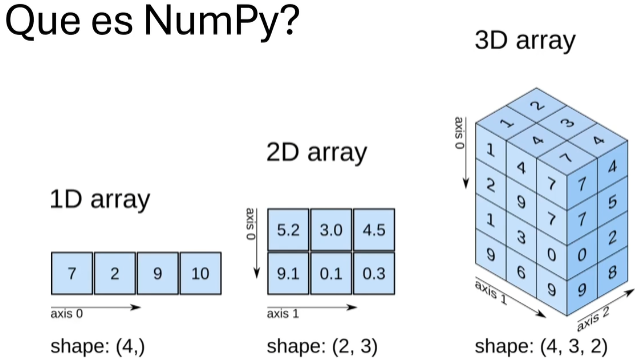 Que es NumPy?
1D array
7 2 9 10
axis 0
shape: (4,)
2D array
axis 0
5.2 3.0 4.5
9.1 0.1 0.3
axis 1
shape: (2, 3)
3D array
axis 0
2
1 3
4 4
7
1 4 7 7 4
2 9 7 7 5
1 3 0 0 2
9 6 9 9 8
axis 1
axis 2
shape: (4, 3, 2)